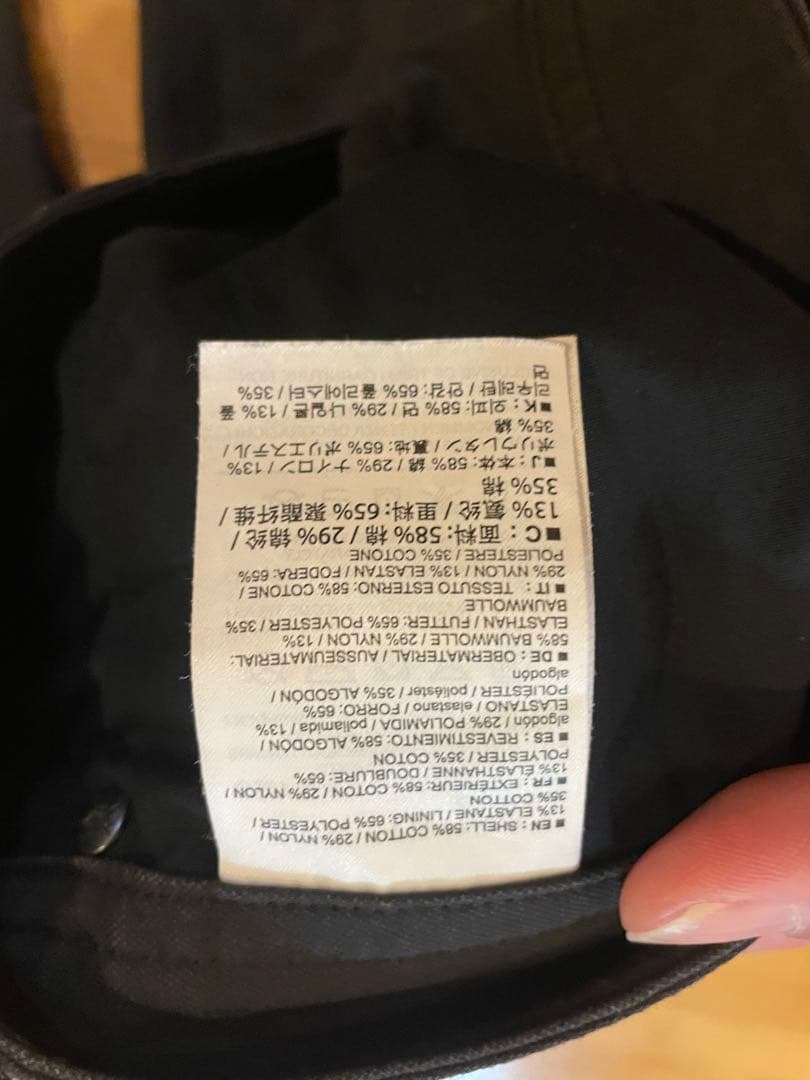 ■ EN : SHELL: 58% COTTON / 29% NYLON /
13% ELASTANE / LINING: 65% POLYESTER /
35% COTTON
■ FR : EXTÉRIEUR: 58% COTON / 29% NYLON /
13% ELASTHANNE / DOUBLURE: 65%
POLYESTER / 35% COTON
■ ES : REVESTIMIENTO: 58% ALGODÓN /
algodón / 29% POLIAMIDA / poliamida / 13%
ELASTANO / elastano / FORRO: 65%
POLIÉSTER / poliéster / 35% ALGODÓN /
algodón
■ DE : OBERMATERIAL / AUSSEUMATERIAL:
58% BAUMWOLLE / 29% NYLON / 13%
ELASTHAN / FUTTER: 65% POLYESTER / 35%
BAUMWOLLE
■ IT : TESSUTO ESTERNO: 58% COTONE /
29% NYLON / 13% ELASTAN / FODERA: 65%
POLIESTERE / 35% COTONE
■ C : 面料: 58% 棉 / 29% 锦纶 /
13% 氨纶 / 里料: 65% 聚酯纤维 /
35% 棉
■ J : 本体: 58% 綿 / 29% ナイロン / 13%
ポリウレタン / 裏地: 65% ポリエステル /
35% 綿
■ K : 외피: 58% 면 / 29% 나일론 / 13% 폴
리우레탄 / 안감: 65% 폴리에스터 / 35%
면